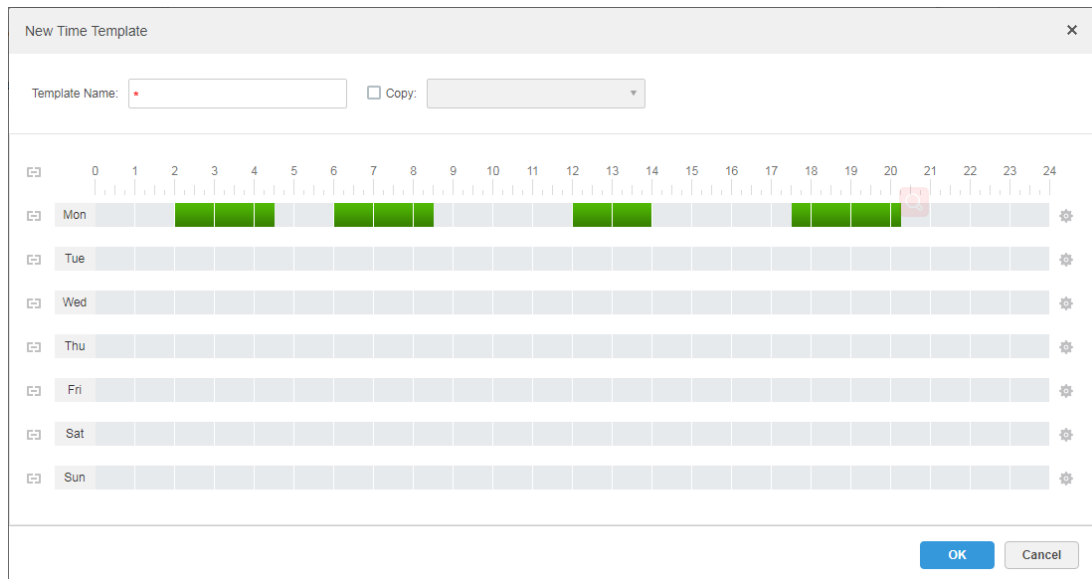 New Time Template
Template Name: * Copy:
0 1 2 3 4 5 6 7 8 9 10 11 12 13 14 15 16 17 18 19 20 21 22 23 24
Mon
Tue
Wed
Thu
Fri
Sat
Sun
OK Cancel